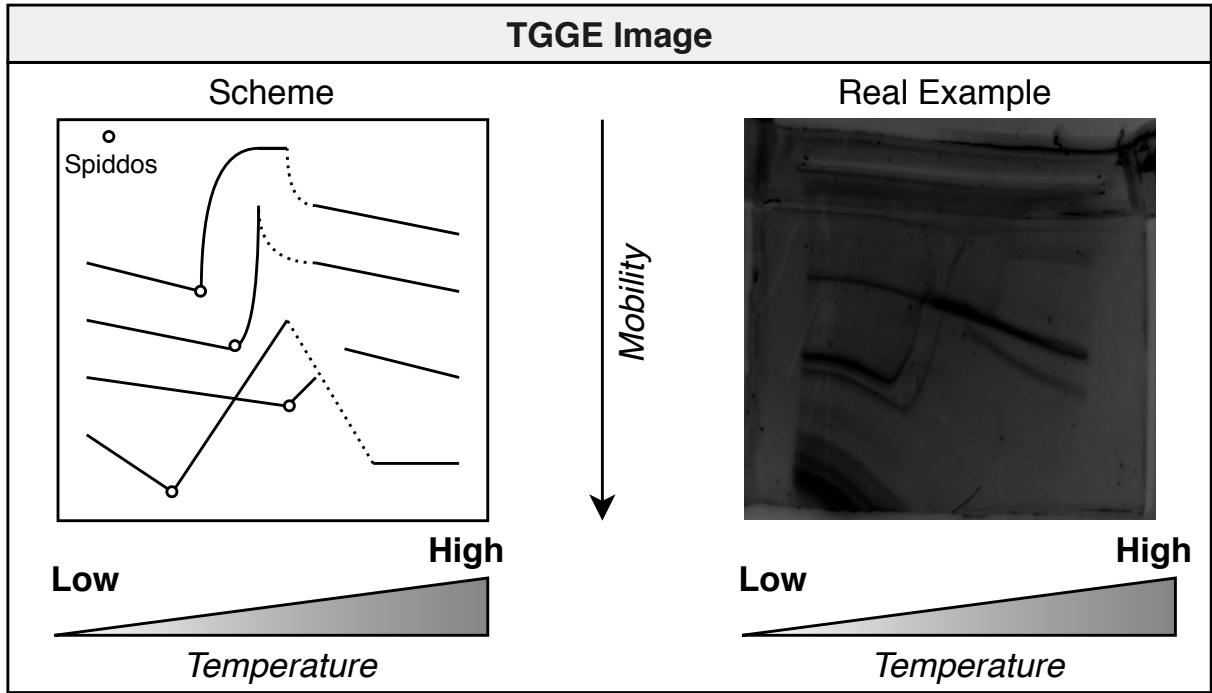 TGGE Image
Scheme
Real Example
Spiddos
Mobility
Low
High
Temperature
Low
High
Temperature